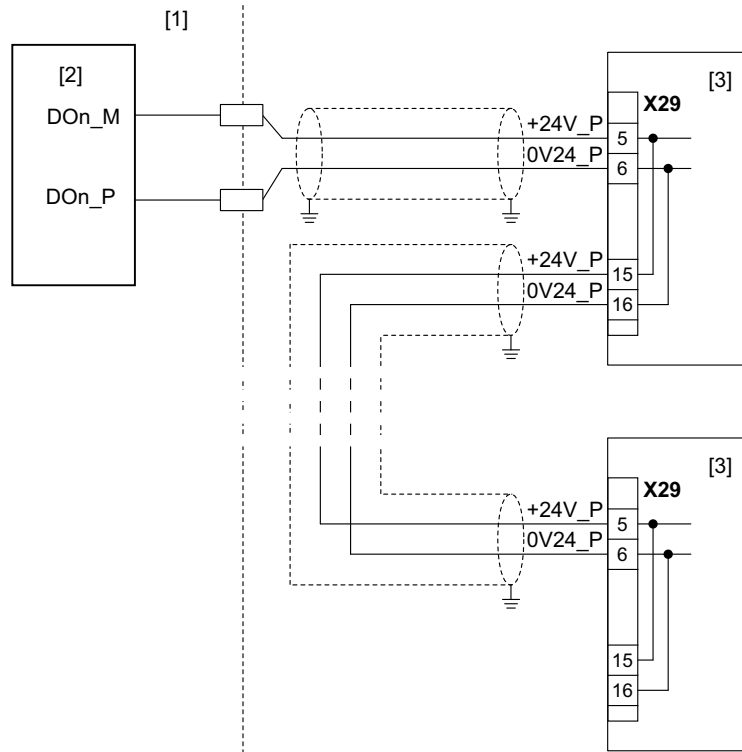 [1]
[2]
DOn_M
DOn_P
[3]
X29
+24V_P
5
0V24_P
6
+24V_P
15
0V24_P
16
[3]
X29
+24V_P
5
0V24_P
6
15
16